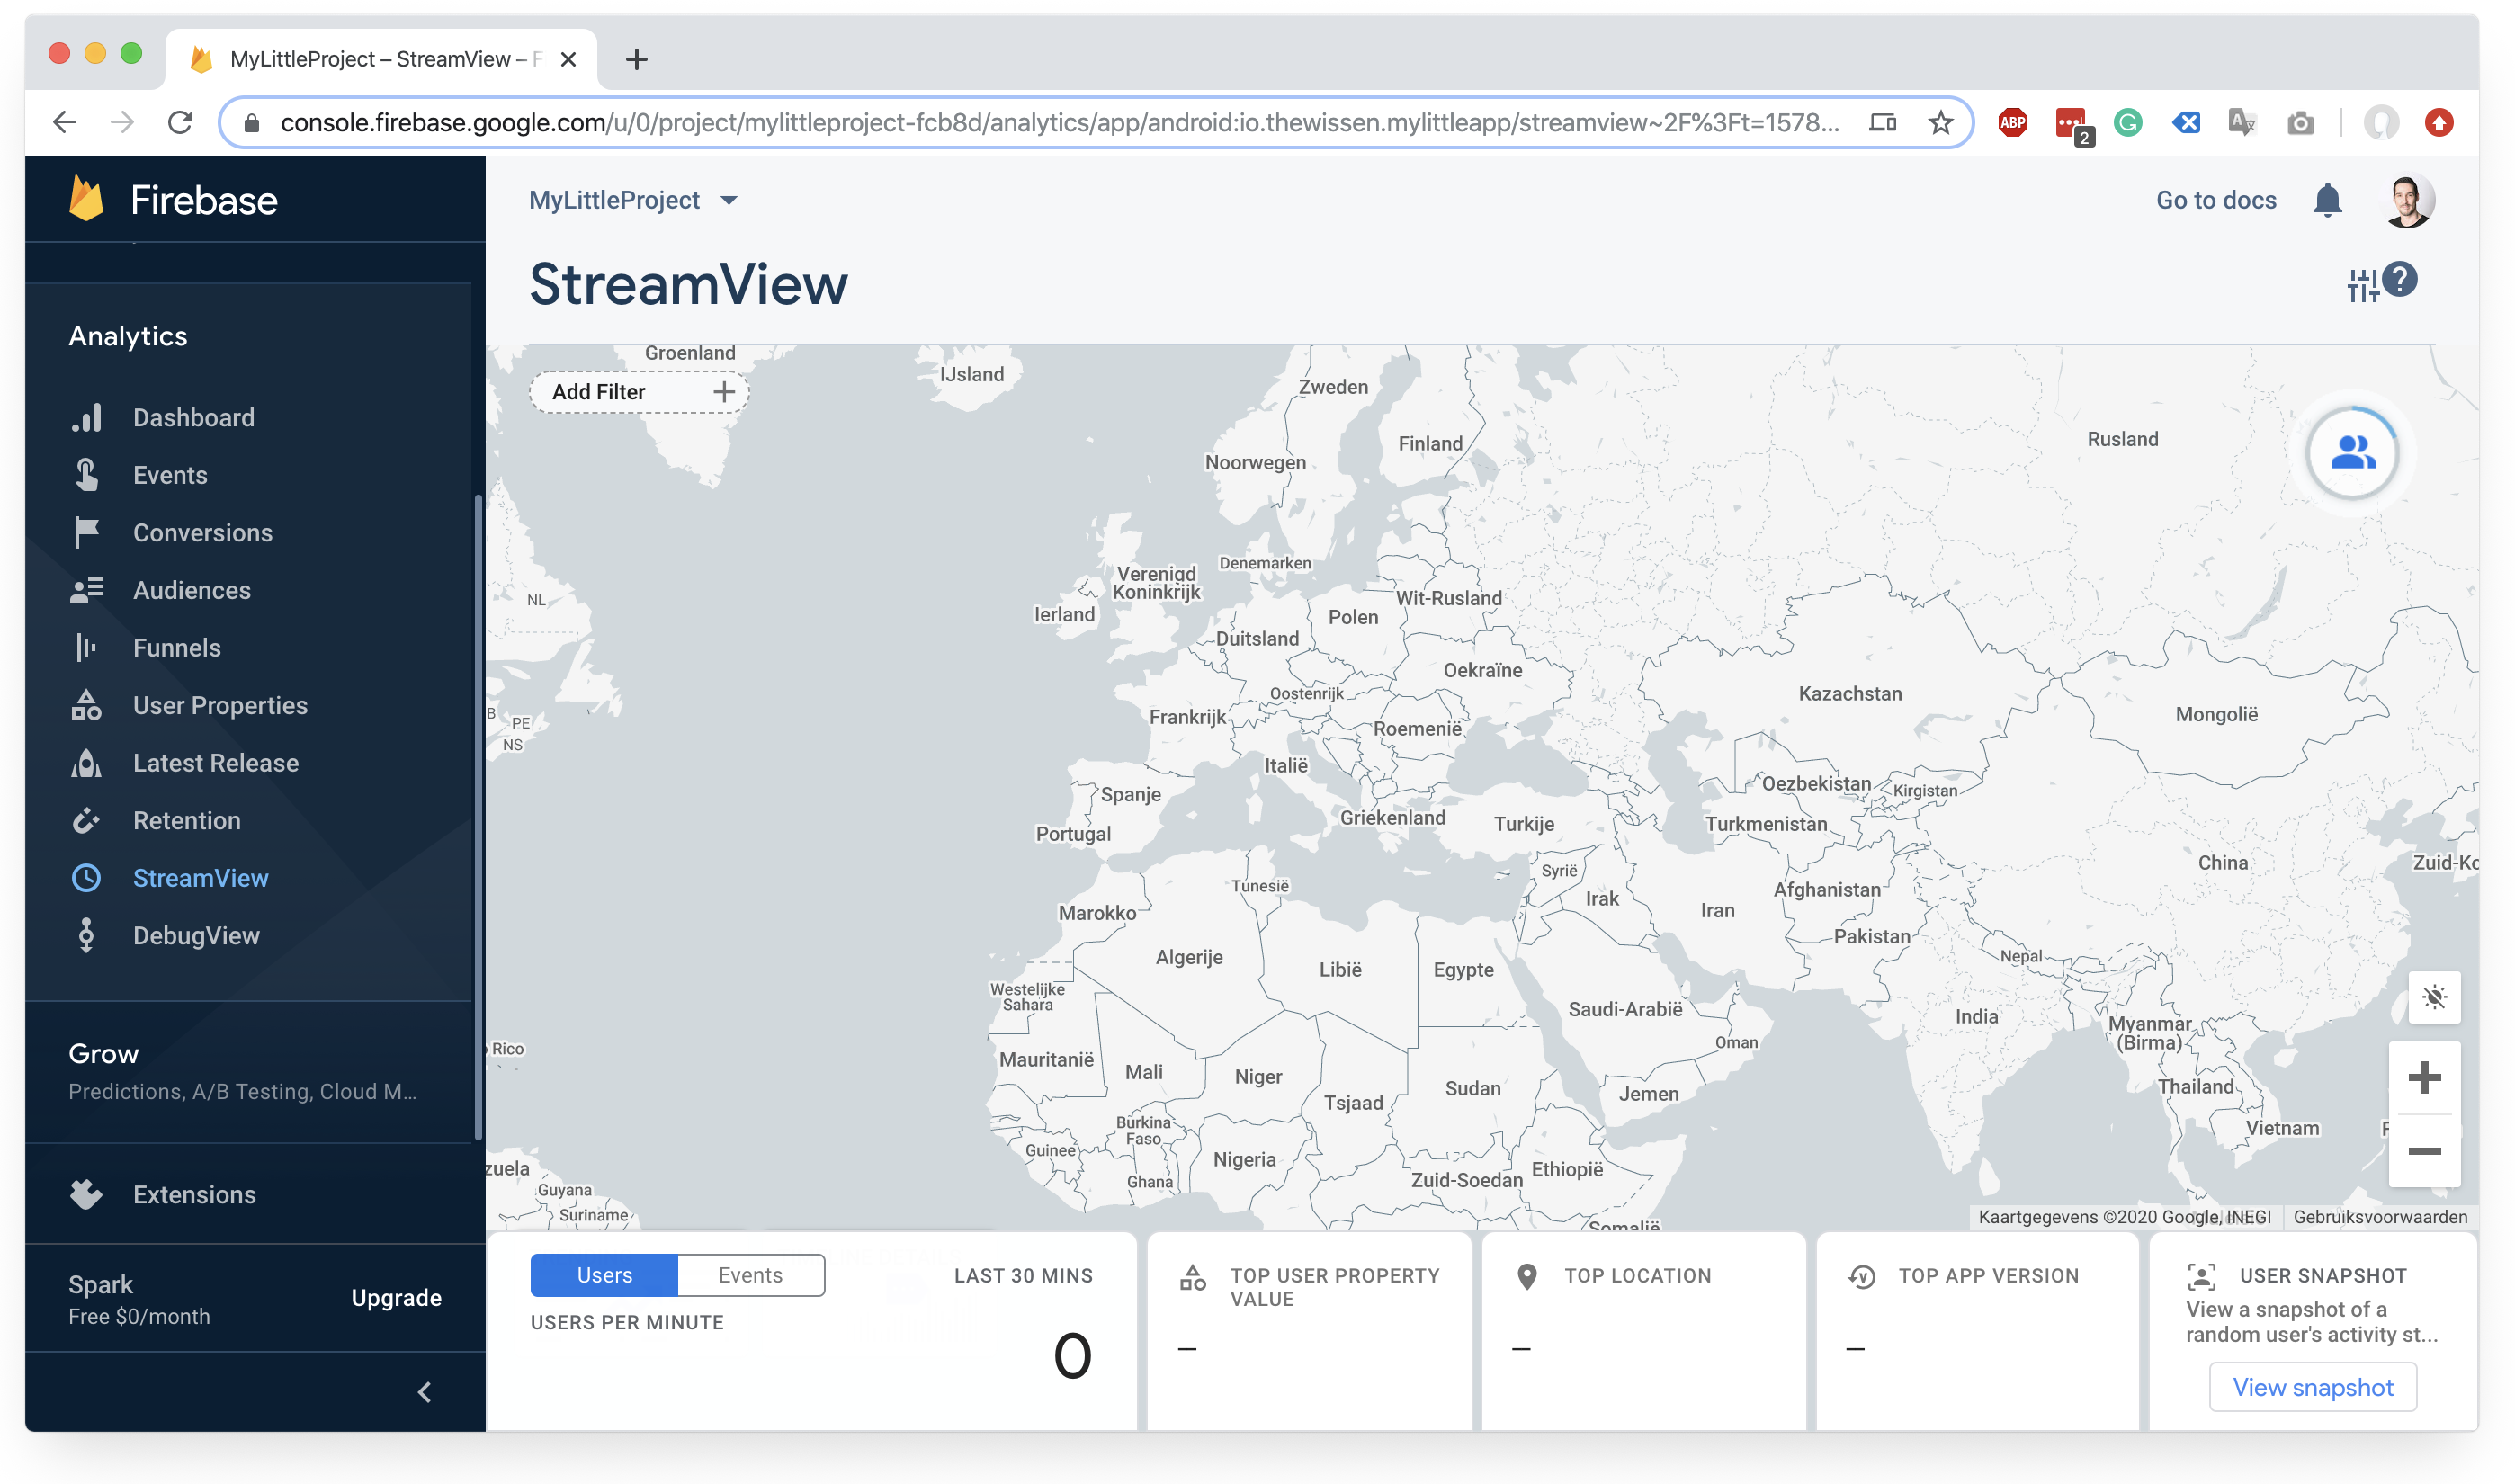 MyLittleProject – StreamView –
console.firebase.google.com/u/0/project/mylittleproject-fcb8d/analytics/app/android:io.thewissen.mylittleapp/streamview~2F%3Ft=1578...
ABP
2
Firebase
MyLittleProject
Go to docs
StreamView
Analytics
Dashboard
Events
Conversions
Audiences
Funnels
User Properties
Latest Release
Retention
StreamView
DebugView
Grow
Predictions, A/B Testing, Cloud M...
Extensions
Spark
Free $0/month
Upgrade
Add Filter
Groenland
IJsland
Zweden
Finland
Noorwegen
Rusland
Denemarken
Verenigd
Koninkrijk
Ierland
NL
Wit-Rusland
Polen
Duitsland
Oekraïne
Oostenrijk
Kazachstan
Frankrijk
Roemenië
Mongolië
B
PE
NS
Italië
Oezbekistan
Kirgistan
Spanje
Griekenland
Turkije
Turkmenistan
Portugal
China
Zuid-Ko
Syrië
Tunesië
Afghanistan
Irak
Iran
Marokko
Pakistan
Algerije
Libië
Egypte
Nepal
Westelijke
Sahara
Saudi-Arabië
India
Myanmar
(Birma)
Oman
Rico
Mauritanië
Mali
Niger
Sudan
Thailand
Jemen
Tsjaad
Burkina
Faso
Vietnam
Guinee
Nigeria
zuela
Ethiopië
Zuid-Soedan
Ghana
Guyana
Suriname
Somalië
Kaartgegevens ©2020 Google, INEGI
Gebruiksvoorwaarden
Users
Events
LAST 30 MINS
USERS PER MINUTE
0
TOP USER PROPERTY
VALUE
–
TOP LOCATION
–
TOP APP VERSION
–
USER SNAPSHOT
View a snapshot of a
random user's activity st...
View snapshot